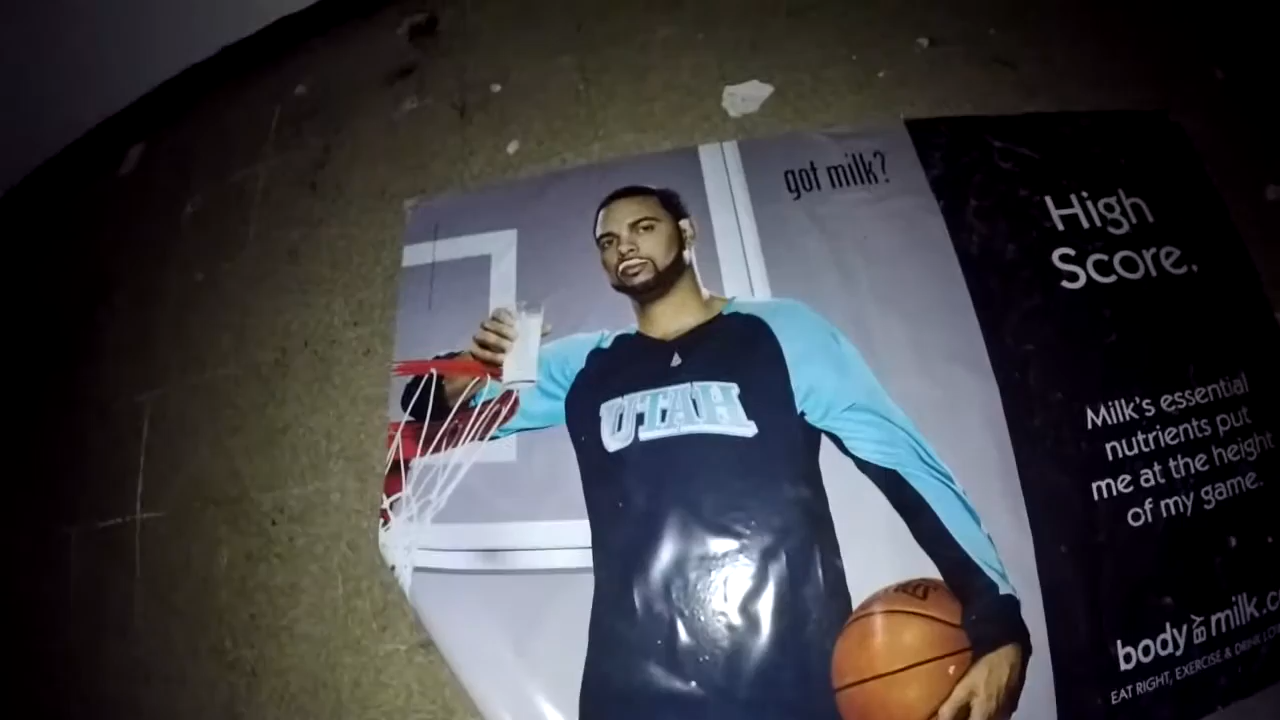 got milk?
High
Score.
UTAH
Milk's essential
nutrients put
me at the height
of my game.
body BY milk.c
EAT RIGHT, EXERCISE & DRINK LO